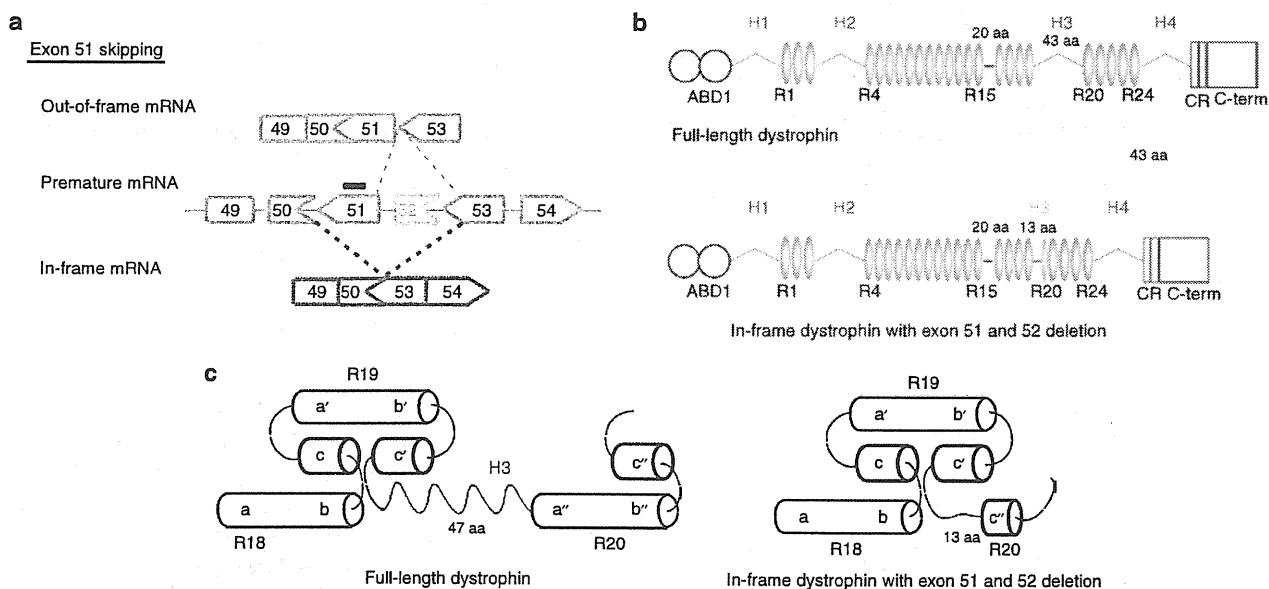 a
Exon 51 skipping
Out-of-frame mRNA
49 50 51 53
Premature mRNA
49 50 51 52 53 54
In-frame mRNA
49 50 53 54
b
H1 H2 20 aa H3 H4
43 aa
ABD1 R1 R4 R15 R20 R24 CR C-term
Full-length dystrophin
43 aa
H1 H2 H3 H4
20 aa 13 aa
ABD1 R1 R4 R15 R20 R24 CR C-term
In-frame dystrophin with exon 51 and 52 deletion
c
R19
a' b'
c c' H3 c"
a b a" b"
47 aa
R18 R20
Full-length dystrophin
R19
a' b'
c c'
a b c"
13 aa
R18 R20
In-frame dystrophin with exon 51 and 52 deletion